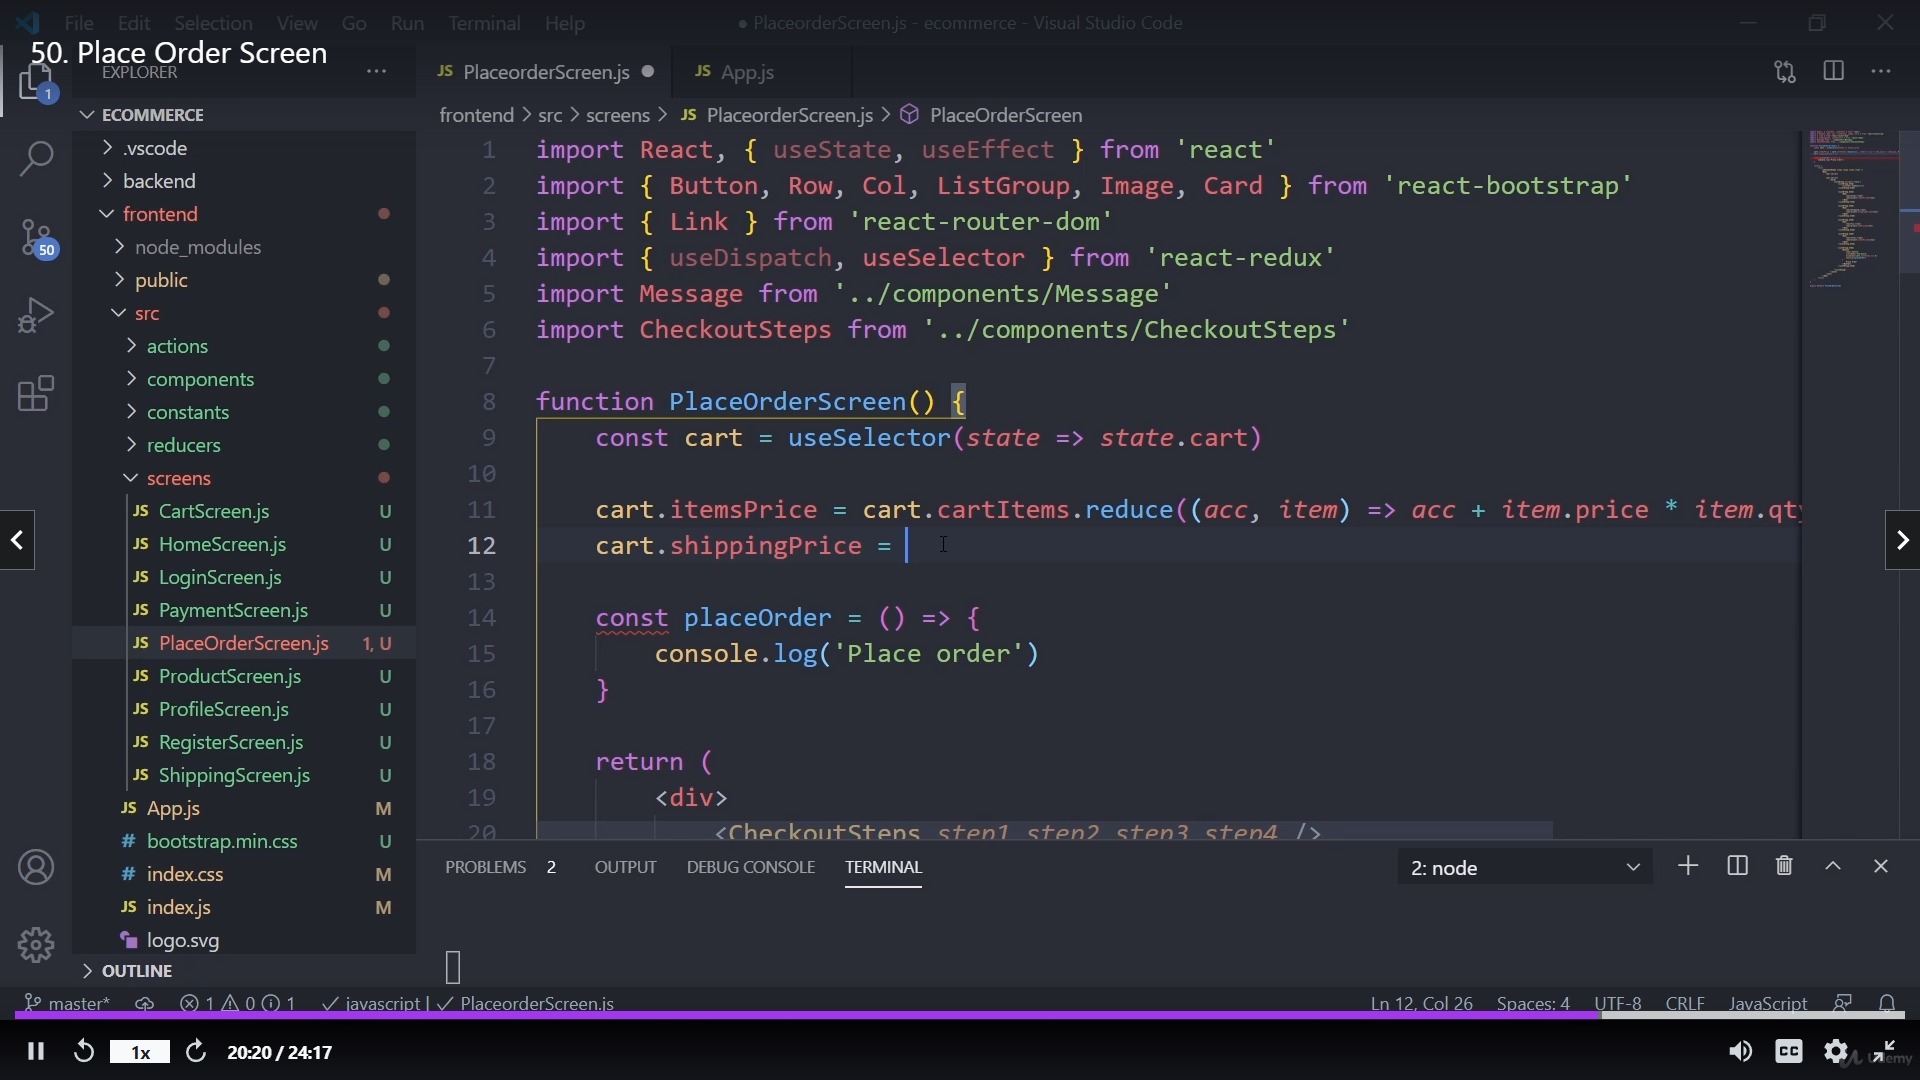 File Edit Selection View Go Run Terminal Help
● PlaceorderScreen.js - ecommerce - Visual Studio Code
50. Place Order Screen
EXPLORER ...
JS PlaceorderScreen.js ●
JS App.js
1
ECOMMERCE
frontend > src > screens > JS PlaceorderScreen.js > PlaceOrderScreen
.vscode
backend
frontend
node_modules
50
public
src
actions
components
constants
reducers
screens
JS CartScreen.js U
JS HomeScreen.js U
JS LoginScreen.js U
JS PaymentScreen.js U
JS PlaceOrderScreen.js 1, U
JS ProductScreen.js U
JS ProfileScreen.js U
JS RegisterScreen.js U
JS ShippingScreen.js U
JS App.js M
# bootstrap.min.css U
# index.css M
JS index.js M
logo.svg
OUTLINE
1 import React, { useState, useEffect } from 'react'
2 import { Button, Row, Col, ListGroup, Image, Card } from 'react-bootstrap'
3 import { Link } from 'react-router-dom'
4 import { useDispatch, useSelector } from 'react-redux'
5 import Message from '../components/Message'
6 import CheckoutSteps from '../components/CheckoutSteps'
7
8 function PlaceOrderScreen() {
9 const cart = useSelector(state => state.cart)
10
11 cart.itemsPrice = cart.cartItems.reduce((acc, item) => acc + item.price * item.qty
12 cart.shippingPrice =
13
14 const placeOrder = () => {
15 console.log('Place order')
16 }
17
18 return (
19 <div>
20 <CheckoutSteps step1 step2 step3 step4 />
PROBLEMS 2 OUTPUT DEBUG CONSOLE TERMINAL
2: node
master* 1 0 1 javascript | PlaceorderScreen.js
Ln 12, Col 26 Spaces: 4 UTF-8 CRLF JavaScript
1x 20:20 / 24:17
CC
Udemy